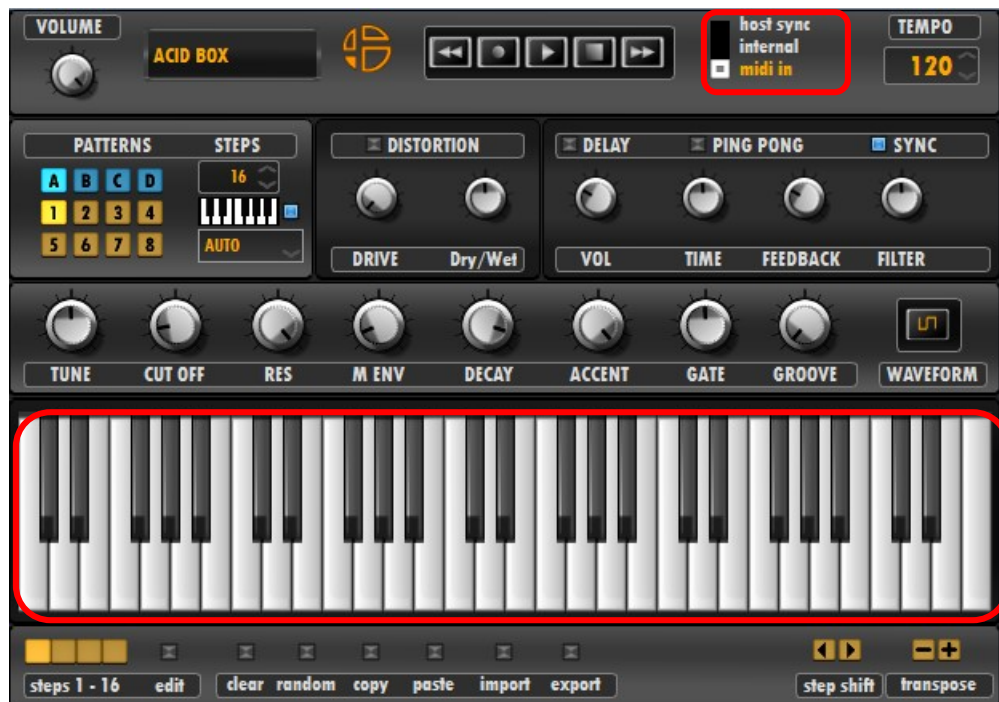 VOLUME
ACID BOX
host sync
internal
midi in
TEMPO
120
PATTERNS STEPS
A B C D 16
1 2 3 4
5 6 7 8 AUTO
DISTORTION
DRIVE Dry/Wet
DELAY PING PONG SYNC
VOL TIME FEEDBACK FILTER
TUNE CUT OFF RES M ENV DECAY ACCENT GATE GROOVE WAVEFORM
steps 1 - 16 edit clear random copy paste import export step shift transpose